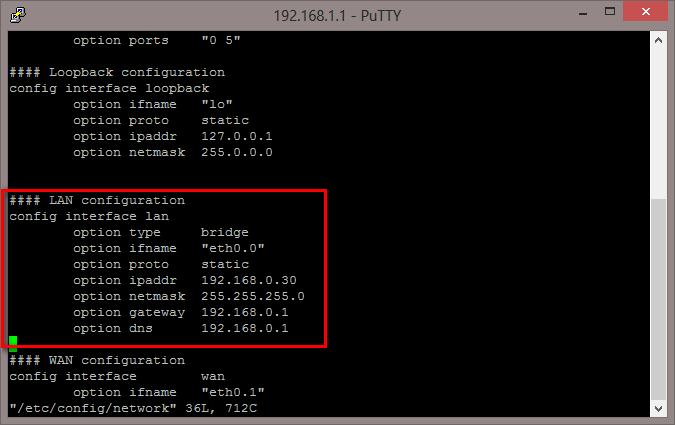 192.168.1.1 - PuTTY
        option ports    "0 5"

#### Loopback configuration
config interface loopback
        option ifname   "lo"
        option proto    static
        option ipaddr   127.0.0.1
        option netmask  255.0.0.0


#### LAN configuration
config interface lan
        option type     bridge
        option ifname   "eth0.0"
        option proto    static
        option ipaddr   192.168.0.30
        option netmask  255.255.255.0
        option gateway  192.168.0.1
        option dns      192.168.0.1

#### WAN configuration
config interface        wan
        option ifname   "eth0.1"
"/etc/config/network" 36L, 712C